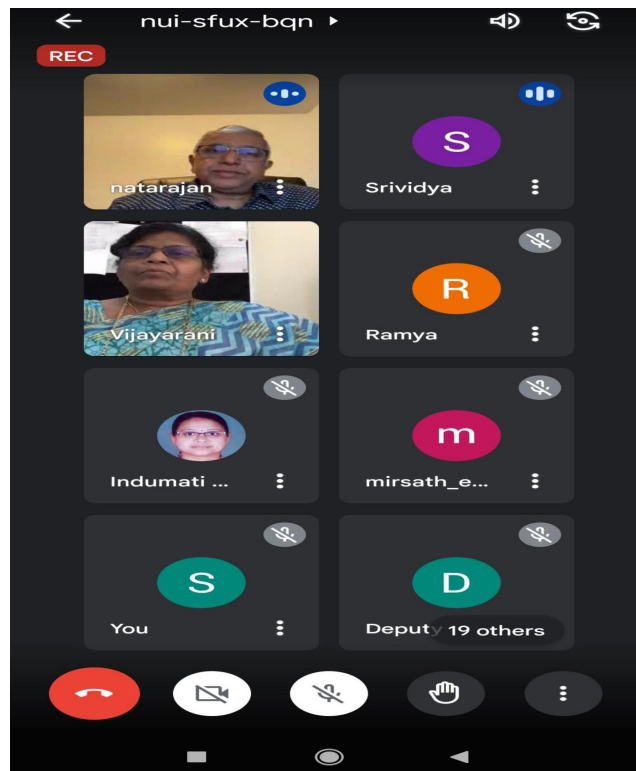 nui-sfux-bqn
REC
natarajan
S
Srividya
Vijayarani
R
Ramya
Indumati ...
m
mirsath_e...
S
You
D
Deputy 19 others